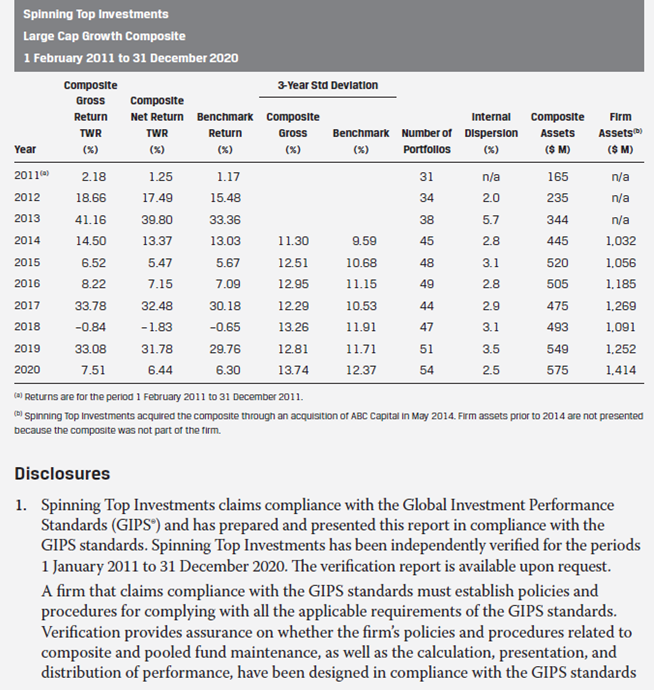 Spinning Top Investments
Large Cap Growth Composite
1 February 2011 to 31 December 2020
Composite 3-Year Std Deviation
Gross Composite
Return Net Return Benchmark Composite Internal Composite Firm
TWR TWR Return Gross Benchmark Number of Dispersion Assets Assets(b)
Year (%) (%) (%) (%) (%) Portfolios (%) ($ M) ($ M)
2011(a) 2.18 1.25 1.17 31 n/a 165 n/a
2012 18.66 17.49 15.48 34 2.0 235 n/a
2013 41.16 39.80 33.36 38 5.7 344 n/a
2014 14.50 13.37 13.03 11.30 9.59 45 2.8 445 1,032
2015 6.52 5.47 5.67 12.51 10.68 48 3.1 520 1,056
2016 8.22 7.15 7.09 12.95 11.15 49 2.8 505 1,185
2017 33.78 32.48 30.18 12.29 10.53 44 2.9 475 1,269
2018 −0.84 −1.83 −0.65 13.26 11.91 47 3.1 493 1,091
2019 33.08 31.78 29.76 12.81 11.71 51 3.5 549 1,252
2020 7.51 6.44 6.30 13.74 12.37 54 2.5 575 1,414
(a) Returns are for the period 1 February 2011 to 31 December 2011.
(b) Spinning Top Investments acquired the composite through an acquisition of ABC Capital in May 2014. Firm assets prior to 2014 are not presented
because the composite was not part of the firm.
Disclosures
1. Spinning Top Investments claims compliance with the Global Investment Performance
Standards (GIPS®) and has prepared and presented this report in compliance with the
GIPS standards. Spinning Top Investments has been independently verified for the periods
1 January 2011 to 31 December 2020. The verification report is available upon request.
A firm that claims compliance with the GIPS standards must establish policies and
procedures for complying with all the applicable requirements of the GIPS standards.
Verification provides assurance on whether the firm's policies and procedures related to
composite and pooled fund maintenance, as well as the calculation, presentation, and
distribution of performance, have been designed in compliance with the GIPS standards